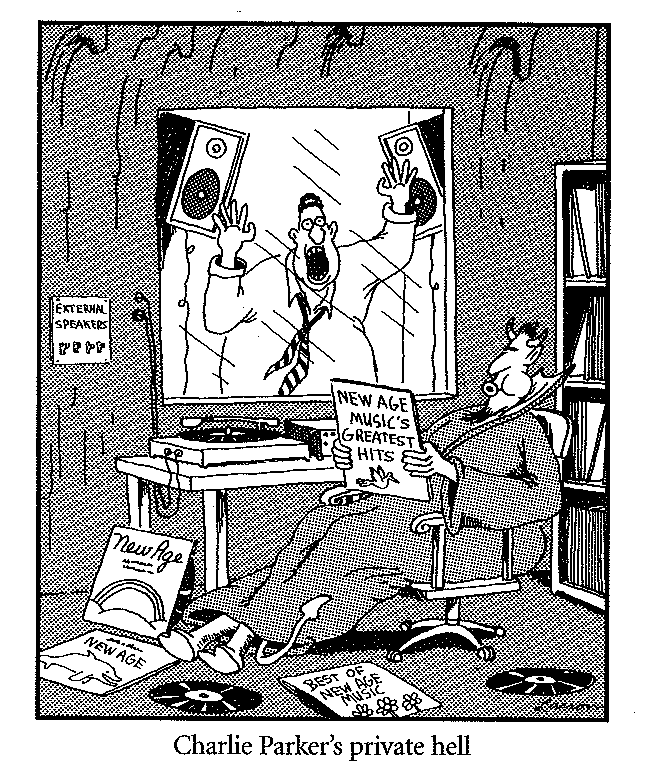 EXTERNAL
SPEAKERS
NEW AGE
MUSIC'S
GREATEST
HITS
New Age
NEW AGE
BEST OF
NEW AGE
MUSIC
Larson
Charlie Parker's private hell